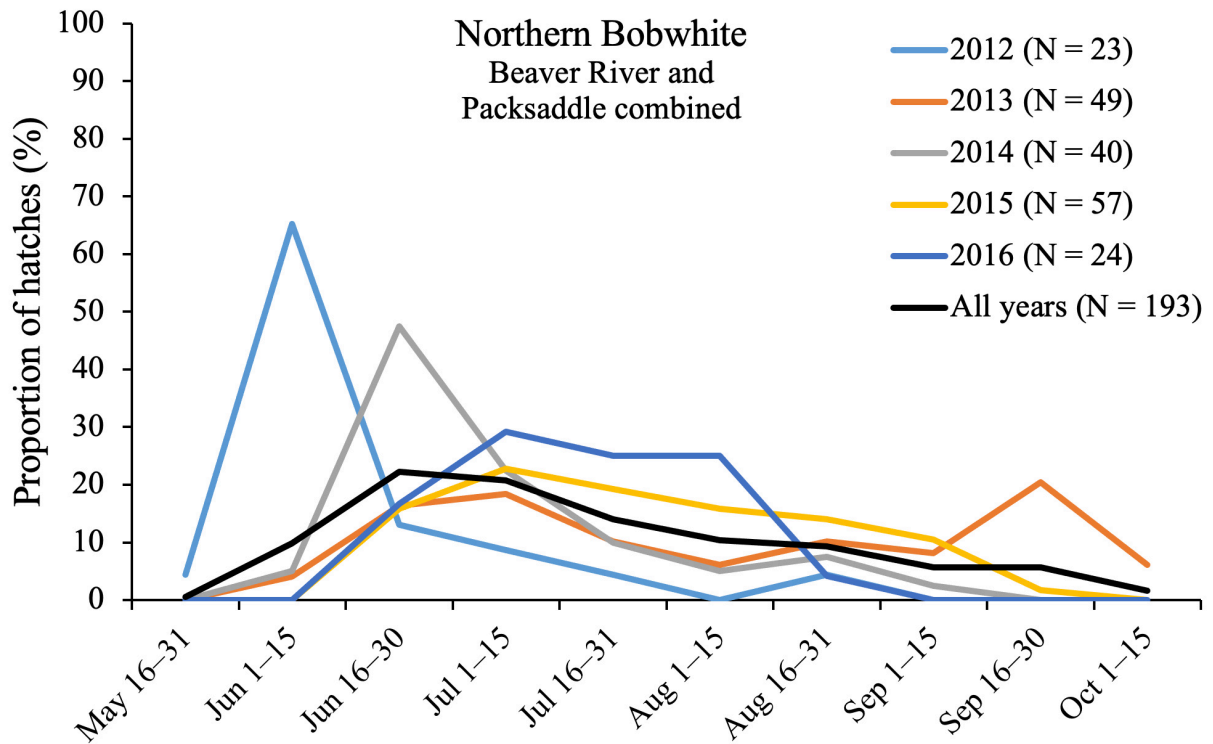 Northern Bobwhite
Beaver River and
Packsaddle combined
2012 (N = 23)
2013 (N = 49)
2014 (N = 40)
2015 (N = 57)
2016 (N = 24)
All years (N = 193)
Proportion of hatches (%)
100
90
80
70
60
50
40
30
20
10
0
May 16–31
Jun 1–15
Jun 16–30
Jul 1–15
Jul 16–31
Aug 1–15
Aug 16–31
Sep 1–15
Sep 16–30
Oct 1–15